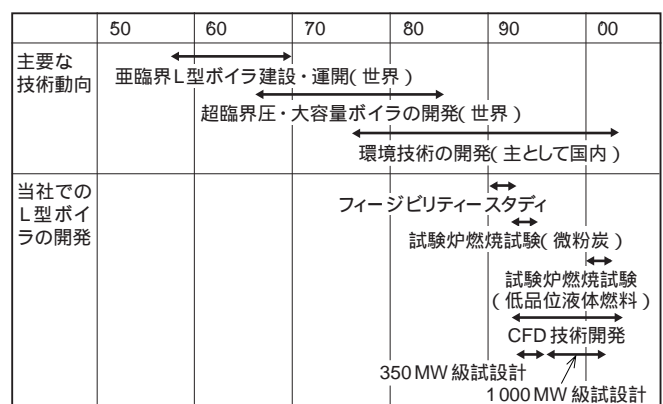 50 60 70 80 90 00
主要な
技術動向
亜臨界L型ボイラ建設・運開(世界)
超臨界圧・大容量ボイラの開発(世界)
環境技術の開発(主として国内)
当社での
L型ボイ
ラの開発
フィージビリティースタディ
試験炉燃焼試験(微粉炭)
試験炉燃焼試験
(低品位液体燃料)
CFD技術開発
350MW級試設計
1000MW級試設計